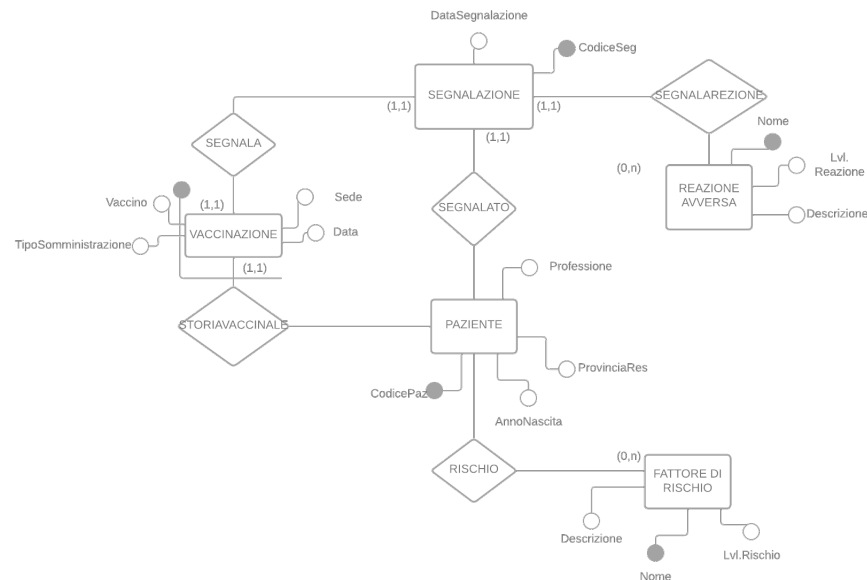 DataSegnalazione
CodiceSeg
SEGNALAZIONE
SEGNALAREZIONE
(1,1)
(1,1)
(1,1)
Nome
SEGNALA
(0,n)
Lvl.
Reazione
REAZIONE
AVVERSA
Vaccino
Sede
(1,1)
SEGNALATO
Descrizione
TipoSomministrazione
VACCINAZIONE
Data
(1,1)
Professione
STORIAVACCINALE
PAZIENTE
ProvinciaRes
CodicePaz
AnnoNascita
(0,n)
RISCHIO
FATTORE DI
RISCHIO
Descrizione
Lvl.Rischio
Nome